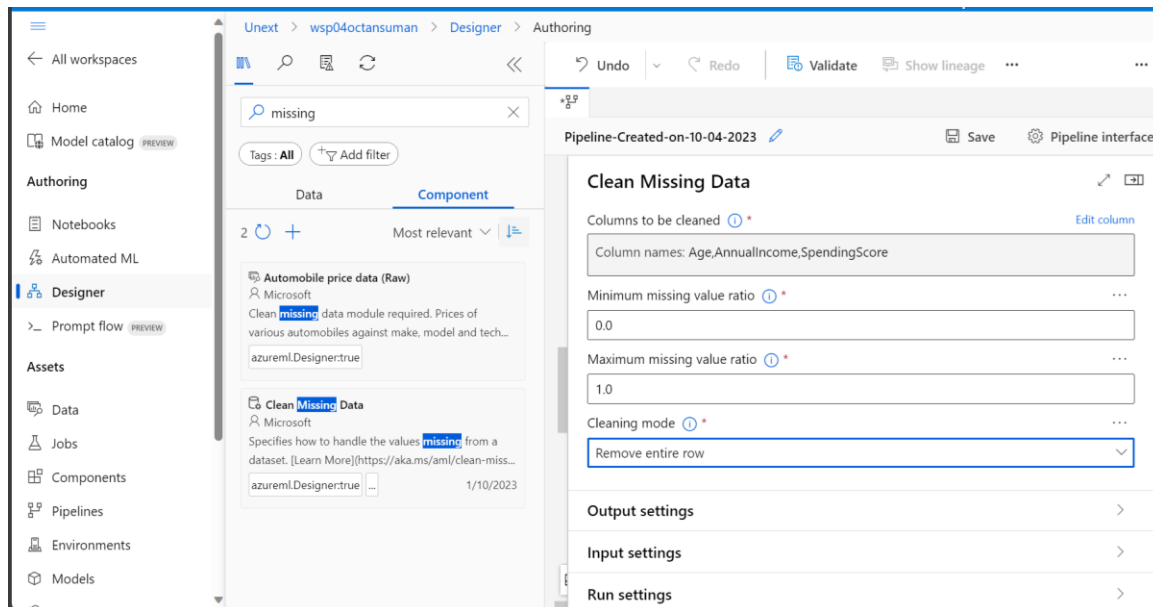 Unext > wsp04octansuman > Designer > Authoring
All workspaces
Home
Model catalog PREVIEW
Authoring
Notebooks
Automated ML
Designer
Prompt flow PREVIEW
Assets
Data
Jobs
Components
Pipelines
Environments
Models
missing
Tags : All
Add filter
Data Component
2 Most relevant
Automobile price data (Raw)
Microsoft
Clean missing data module required. Prices of
various automobiles against make, model and tech...
azureml.Designer:true
Clean Missing Data
Microsoft
Specifies how to handle the values missing from a
dataset. [Learn More](https://aka.ms/aml/clean-miss...
azureml.Designer:true ... 1/10/2023
Undo Redo Validate Show lineage ... ...
Pipeline-Created-on-10-04-2023 Save Pipeline interface
Clean Missing Data
Columns to be cleaned * Edit column
Column names: Age,AnnualIncome,SpendingScore
Minimum missing value ratio * ...
0.0
Maximum missing value ratio * ...
1.0
Cleaning mode * ...
Remove entire row
Output settings
Input settings
Run settings